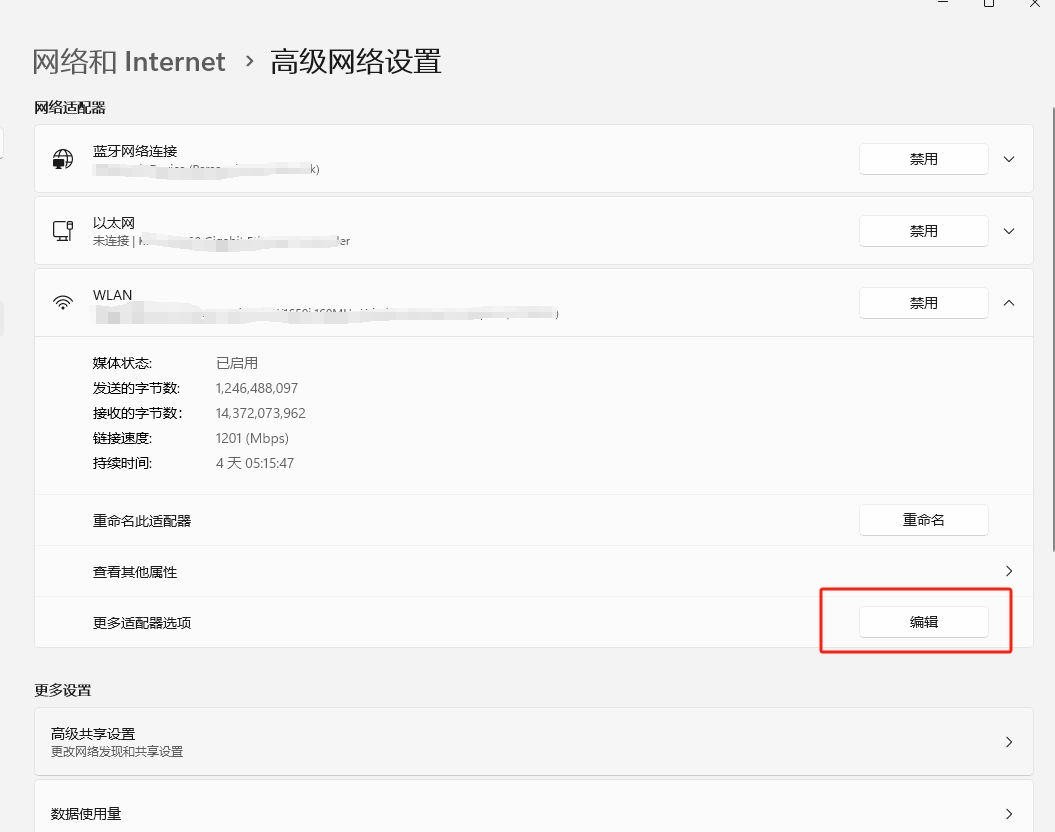 网络和 Internet › 高级网络设置
网络适配器
蓝牙网络连接
禁用
以太网
未连接 |
禁用
WLAN
禁用
媒体状态: 已启用
发送的字节数: 1,246,488,097
接收的字节数: 14,372,073,962
链接速度: 1201 (Mbps)
持续时间: 4 天 05:15:47
重命名此适配器 重命名
查看其他属性
更多适配器选项 编辑
更多设置
高级共享设置
更改网络发现和共享设置
数据使用量